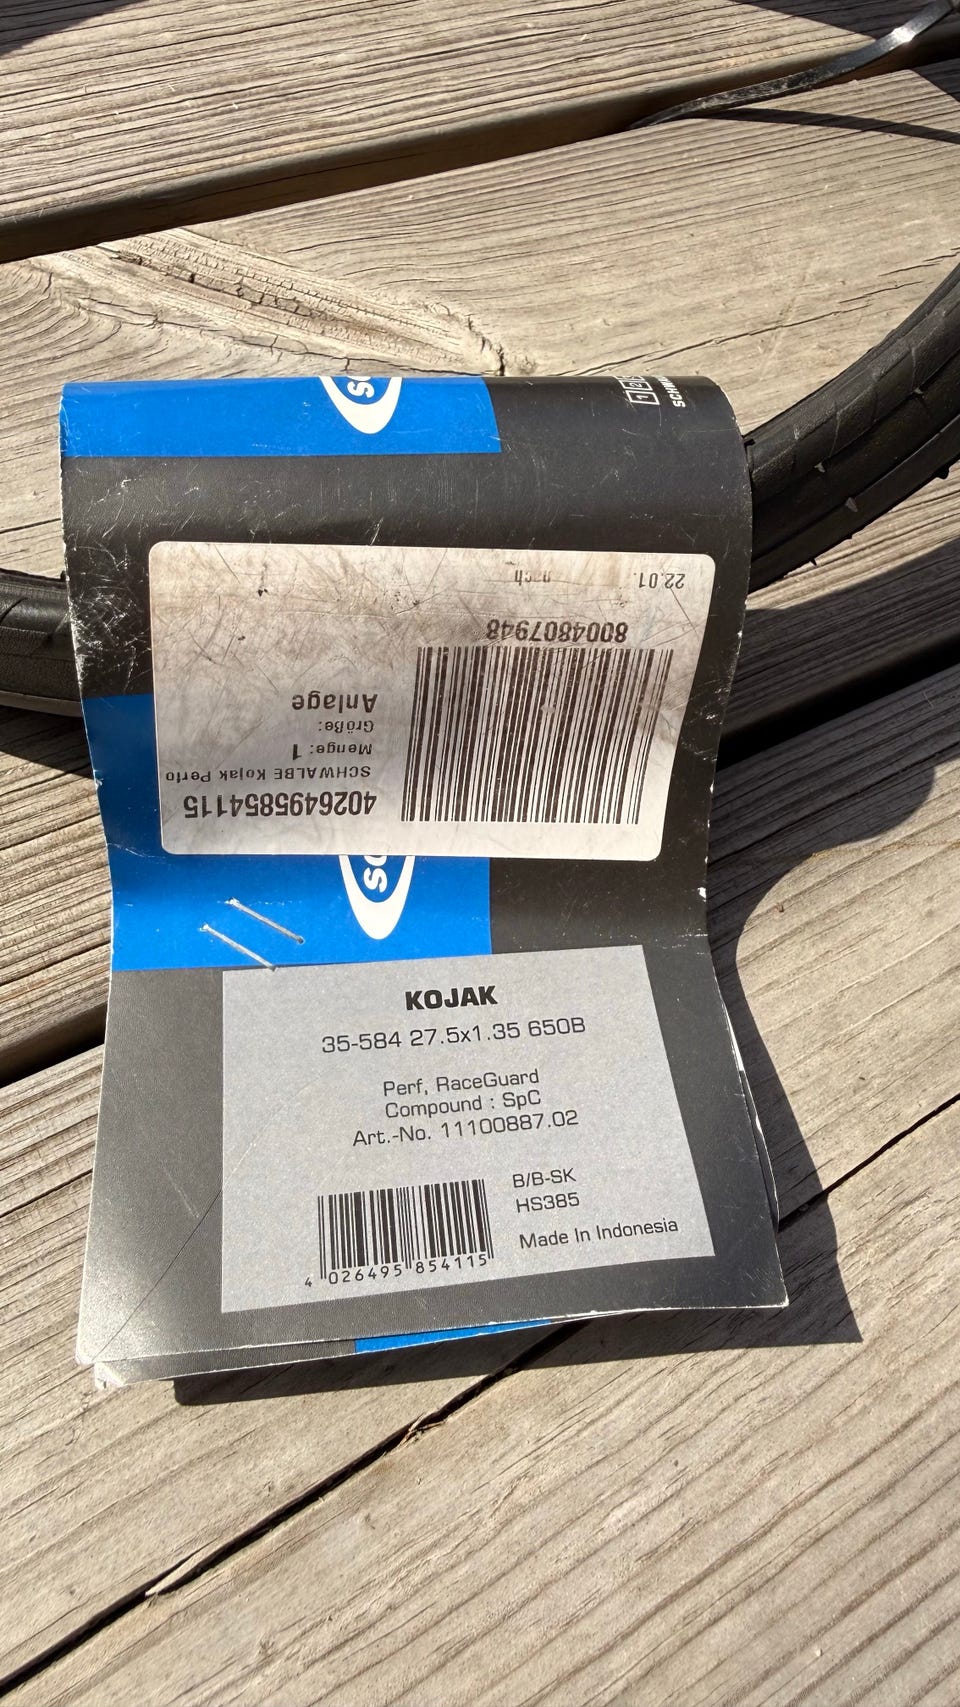 SCHW
22.01.
8004807948
Anlage
Größe:
Menge: 1
SCHWALBE Kojak Perfo
4026495854115
KOJAK
35-584 27.5x1.35 650B
Perf, RaceGuard
Compound : SpC
Art.-No. 11100887.02
B/B-SK
HS385
Made In Indonesia
4 026495 854115